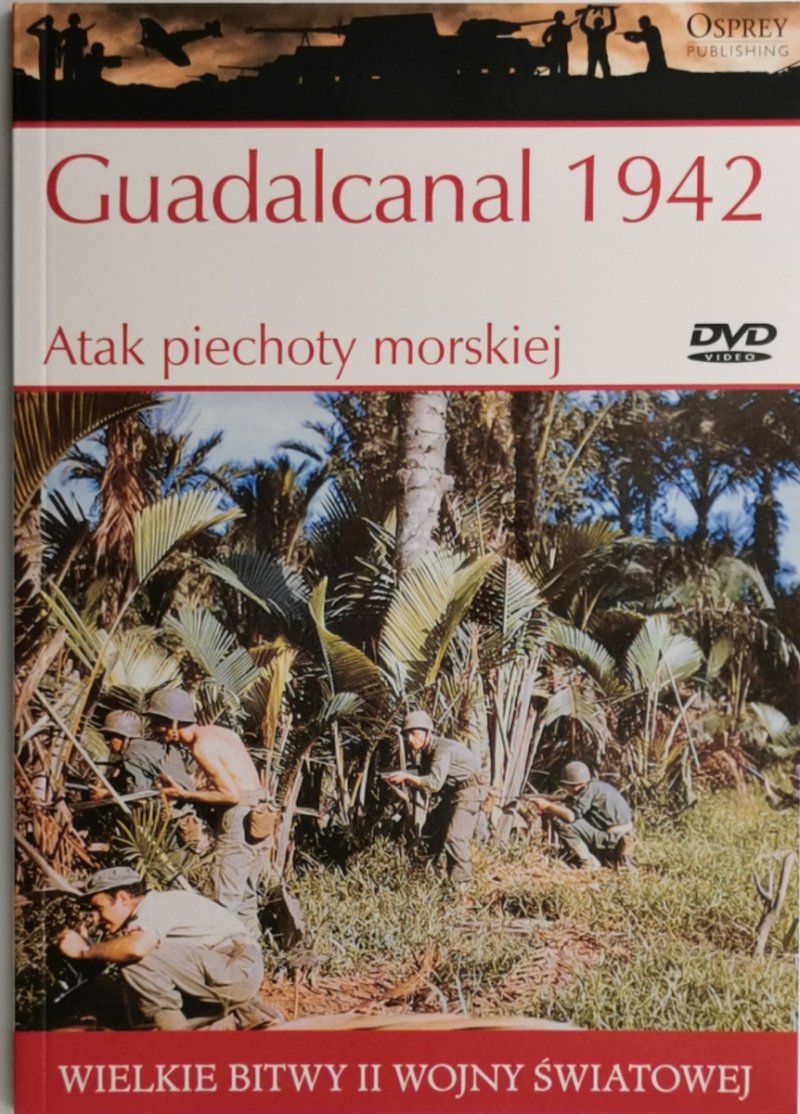 OSPREY
PUBLISHING
Guadalcanal 1942
Atak piechoty morskiej
DVD
VIDEO
WIELKIE BITWY II WOJNY ŚWIATOWEJ